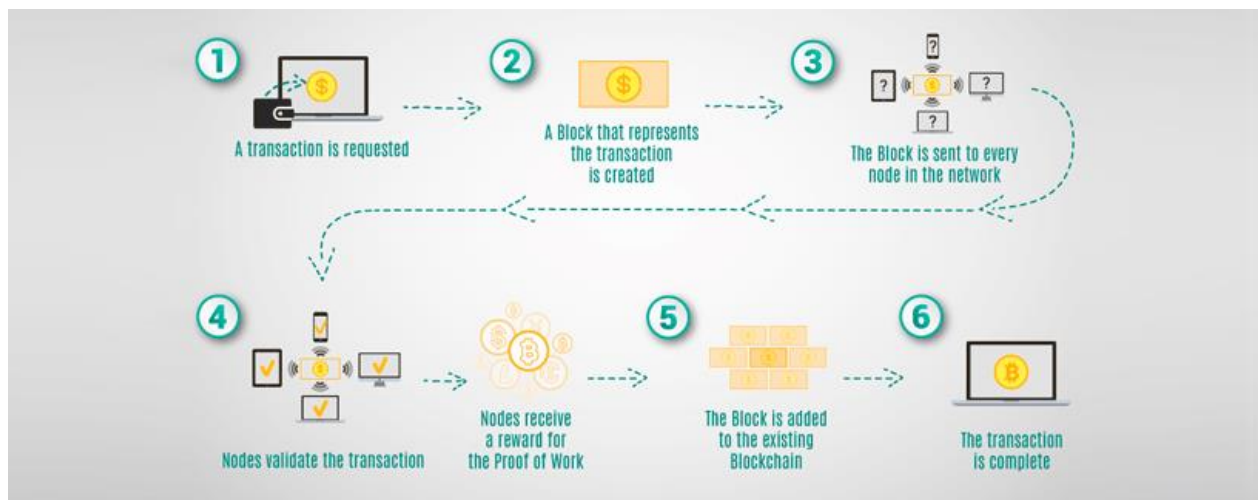 1
A transaction is requested
2
A Block that represents
the transaction
is created
3
The Block is sent to every
node in the network
4
Nodes validate the transaction
Nodes receive
a reward for
the Proof of Work
5
The Block is added
to the existing
Blockchain
6
The transaction
is complete